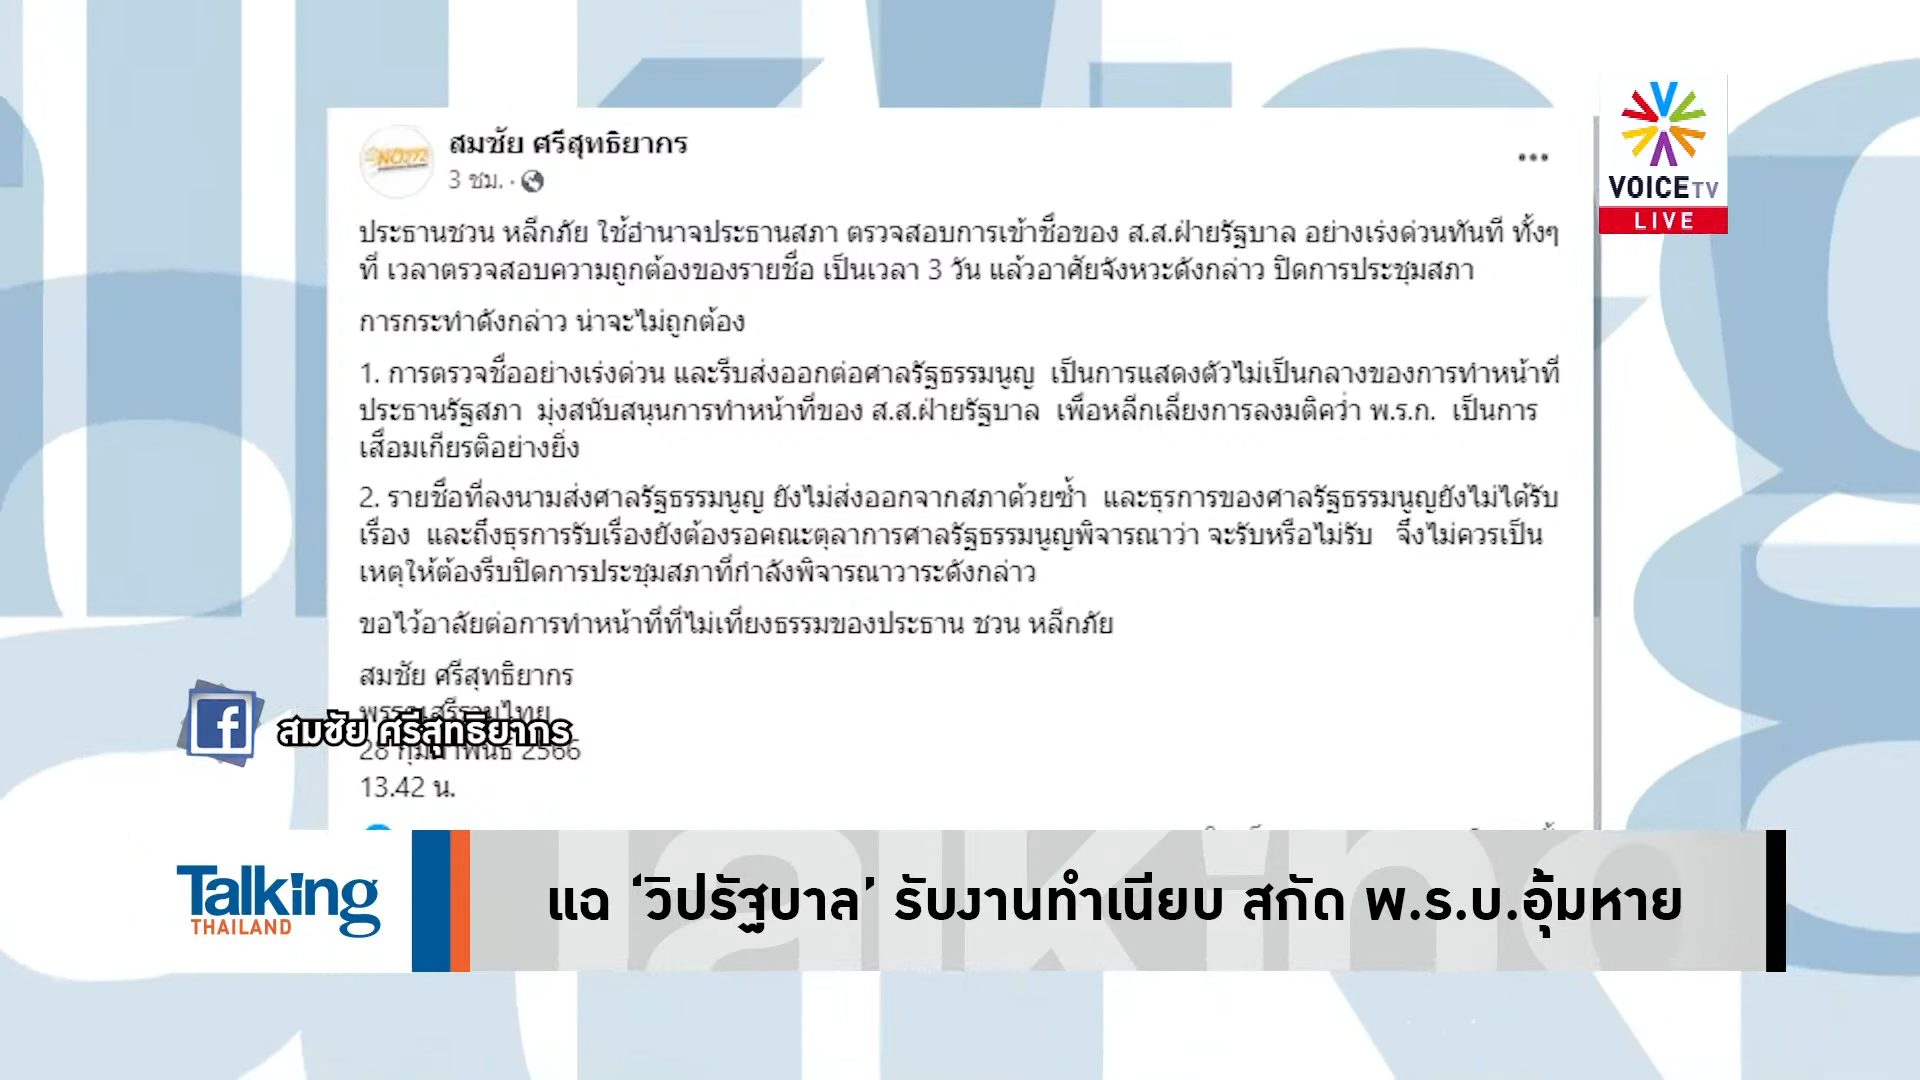 สมชัย ศรีสุทธิยากร
3 ชม. ·
VOICE TV
LIVE
ประธานชวน หลีกภัย ใช้อำนาจประธานสภา ตรวจสอบการเข้าชื่อของ ส.ส.ฝ่ายรัฐบาล อย่างเร่งด่วนทันที ทั้งๆ
ที่ เวลาตรวจสอบความถูกต้องของรายชื่อ เป็นเวลา 3 วัน แล้วอาศัยจังหวะดังกล่าว ปิดการประชุมสภา
การกระทำดังกล่าว น่าจะไม่ถูกต้อง
1. การตรวจชื่ออย่างเร่งด่วน และรีบส่งออกต่อศาลรัฐธรรมนูญ เป็นการแสดงตัวไม่เป็นกลางของการทำหน้าที่
ประธานรัฐสภา มุ่งสนับสนุนการทำหน้าที่ของ ส.ส.ฝ่ายรัฐบาล เพื่อหลีกเลี่ยงการลงมติคว่ำ พ.ร.ก. เป็นการ
เสื่อมเกียรติอย่างยิ่ง
2. รายชื่อที่ลงนามส่งศาลรัฐธรรมนูญ ยังไม่ส่งออกจากสภาด้วยซ้ำ และธุรการของศาลรัฐธรรมนูญยังไม่ได้รับ
เรื่อง และถึงธุรการรับเรื่องยังต้องรอคณะตุลาการศาลรัฐธรรมนูญพิจารณาว่า จะรับหรือไม่รับ จึงไม่ควรเป็น
เหตุให้ต้องรีบปิดการประชุมสภาที่กำลังพิจารณาวาระดังกล่าว
ขอไว้อาลัยต่อการทำหน้าที่ที่ไม่เที่ยงธรรมของประธาน ชวน หลีกภัย
สมชัย ศรีสุทธิยากร
พรรคเสรีรวมไทย
สมชัย ศรีสุทธิยากร
28 กุมภาพันธ์ 2566
13.42 น.
Talking
THAILAND
แฉ ‘วิปรัฐบาล’ รับงานทำเนียบ สกัด พ.ร.บ.อุ้มหาย